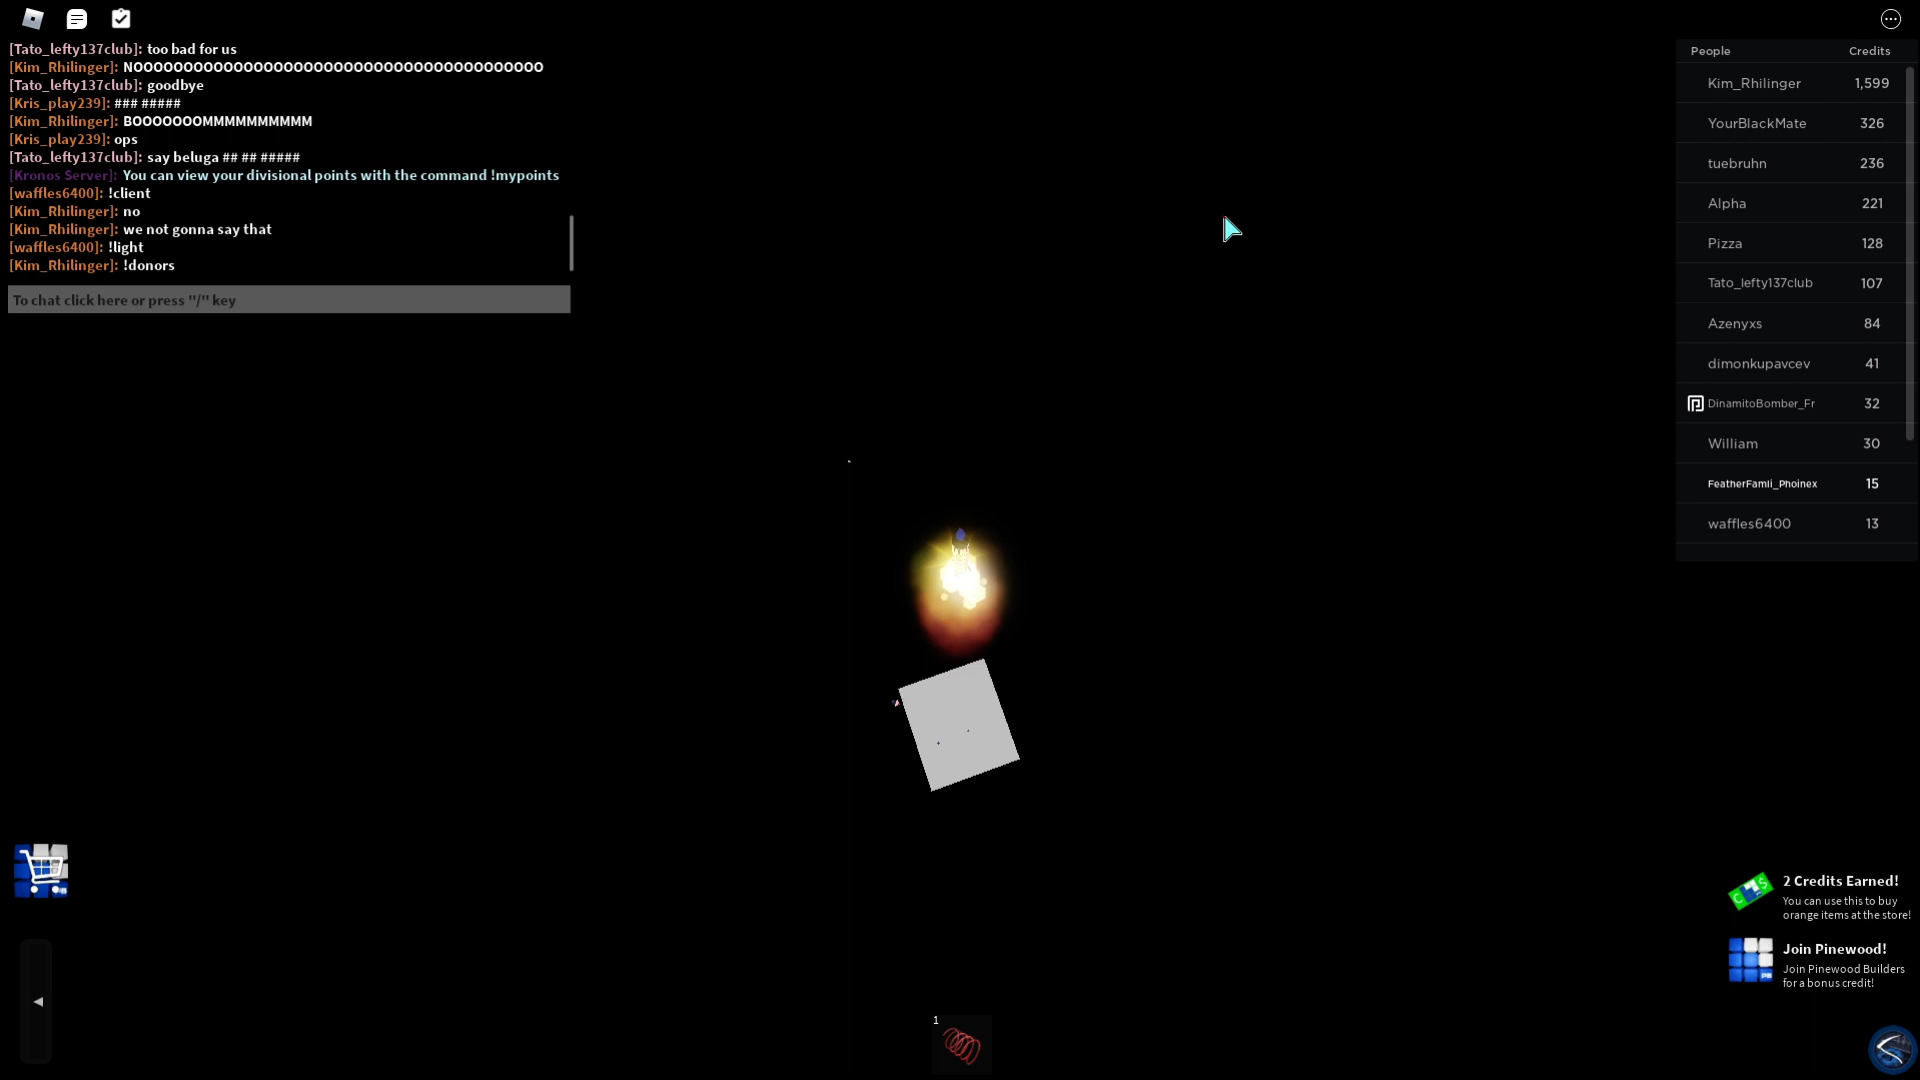 [Tato_lefty137club]: too bad for us
[Kim_Rhilinger]: NOOOOOOOOOOOOOOOOOOOOOOOOOOOOOOOOOOOOOOOOO
[Tato_lefty137club]: goodbye
[Kris_play239]: ### #####
[Kim_Rhilinger]: BOOOOOOOMMMMMMMMMM
[Kris_play239]: ops
[Tato_lefty137club]: say beluga ## ## #####
[Kronos Server]: You can view your divisional points with the command !mypoints
[waffles6400]: !client
[Kim_Rhilinger]: no
[Kim_Rhilinger]: we not gonna say that
[waffles6400]: !light
[Kim_Rhilinger]: !donors
To chat click here or press "/" key
People Credits
Kim_Rhilinger 1,599
YourBlackMate 326
tuebruhn 236
Alpha 221
Pizza 128
Tato_lefty137club 107
Azenyxs 84
dimonkupavcev 41
DinamitoBomber_Fr 32
William 30
FeatherFamli_Phoinex 15
waffles6400 13
2 Credits Earned!
You can use this to buy
orange items at the store!
Join Pinewood!
Join Pinewood Builders
for a bonus credit!
1